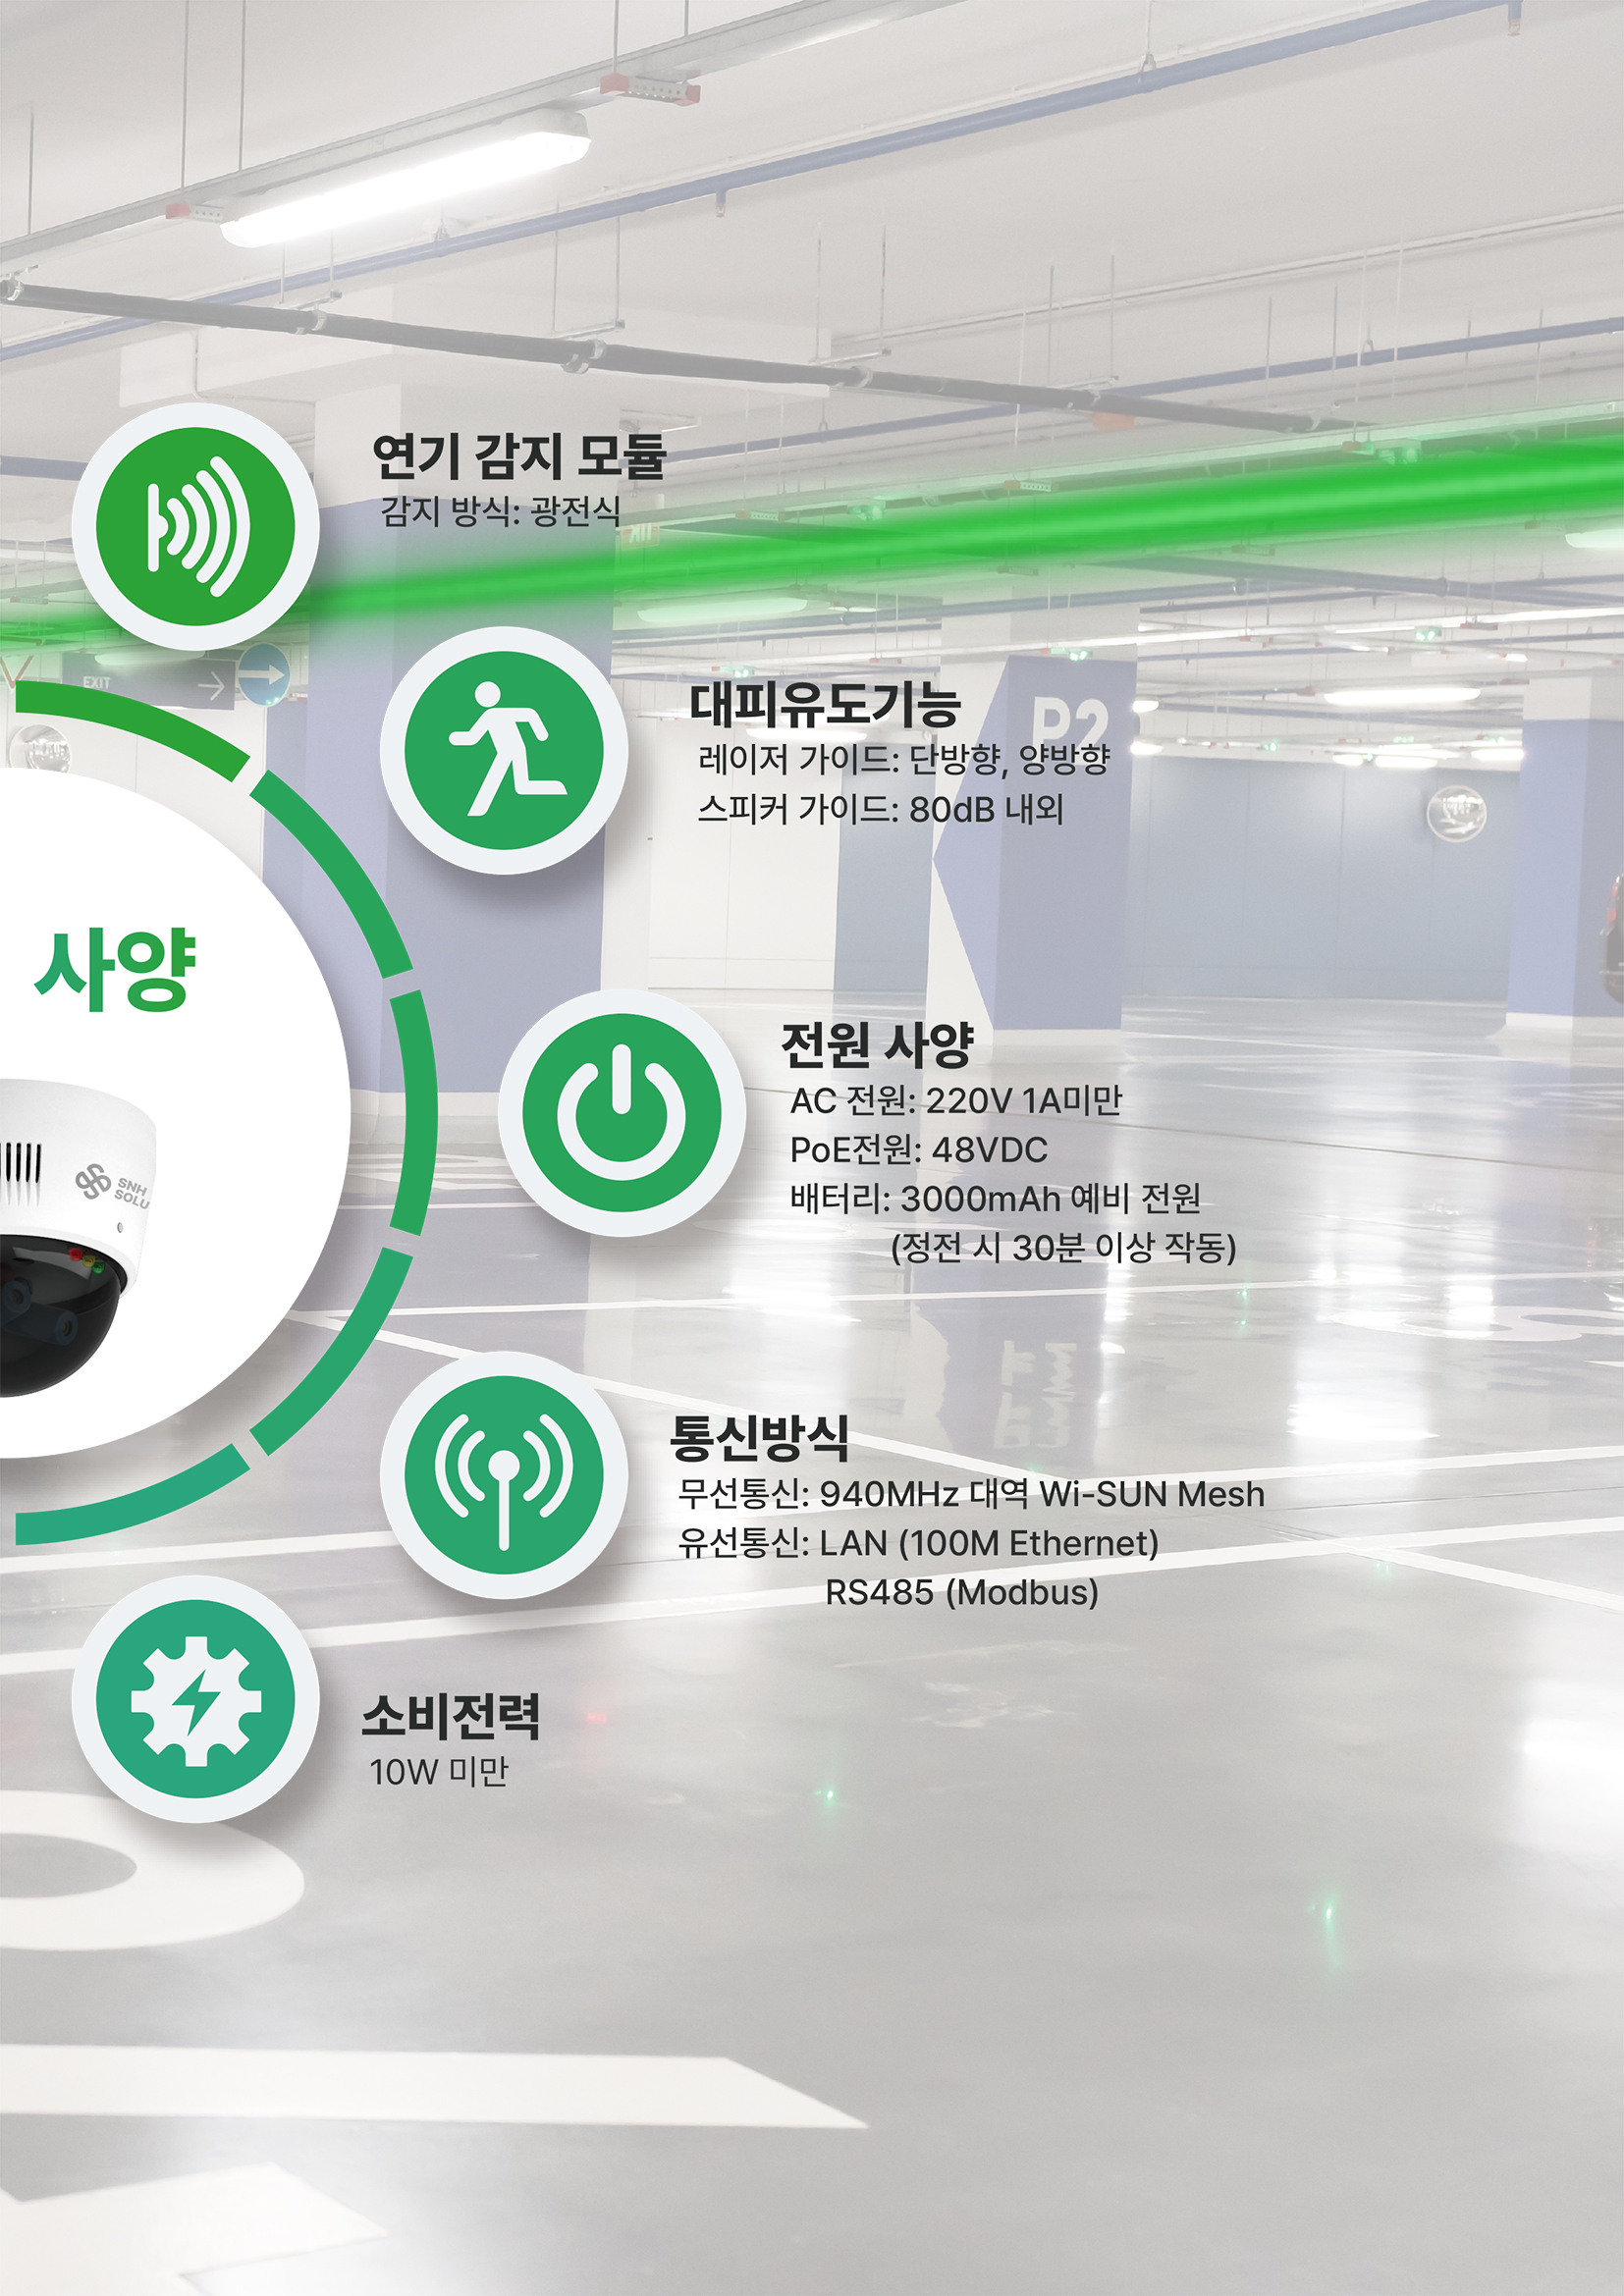 연기 감지 모듈
감지 방식: 광전식
EXIT
대피유도기능
P2
레이저 가이드: 단방향, 양방향
스피커 가이드: 80dB 내외
사양
전원 사양
AC 전원: 220V 1A미만
PoE전원: 48VDC
배터리: 3000mAh 예비 전원
(정전 시 30분 이상 작동)
SNH
SOLU
통신방식
무선통신: 940MHz 대역 Wi-SUN Mesh
유선통신: LAN (100M Ethernet)
RS485 (Modbus)
소비전력
10W 미만